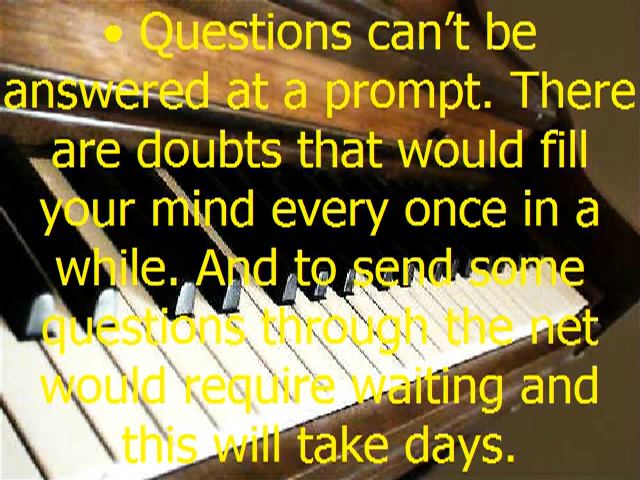 • Questions can’t be
answered at a prompt. There
are doubts that would fill
your mind every once in a
while. And to send some
questions through the net
would require waiting and
this will take days.